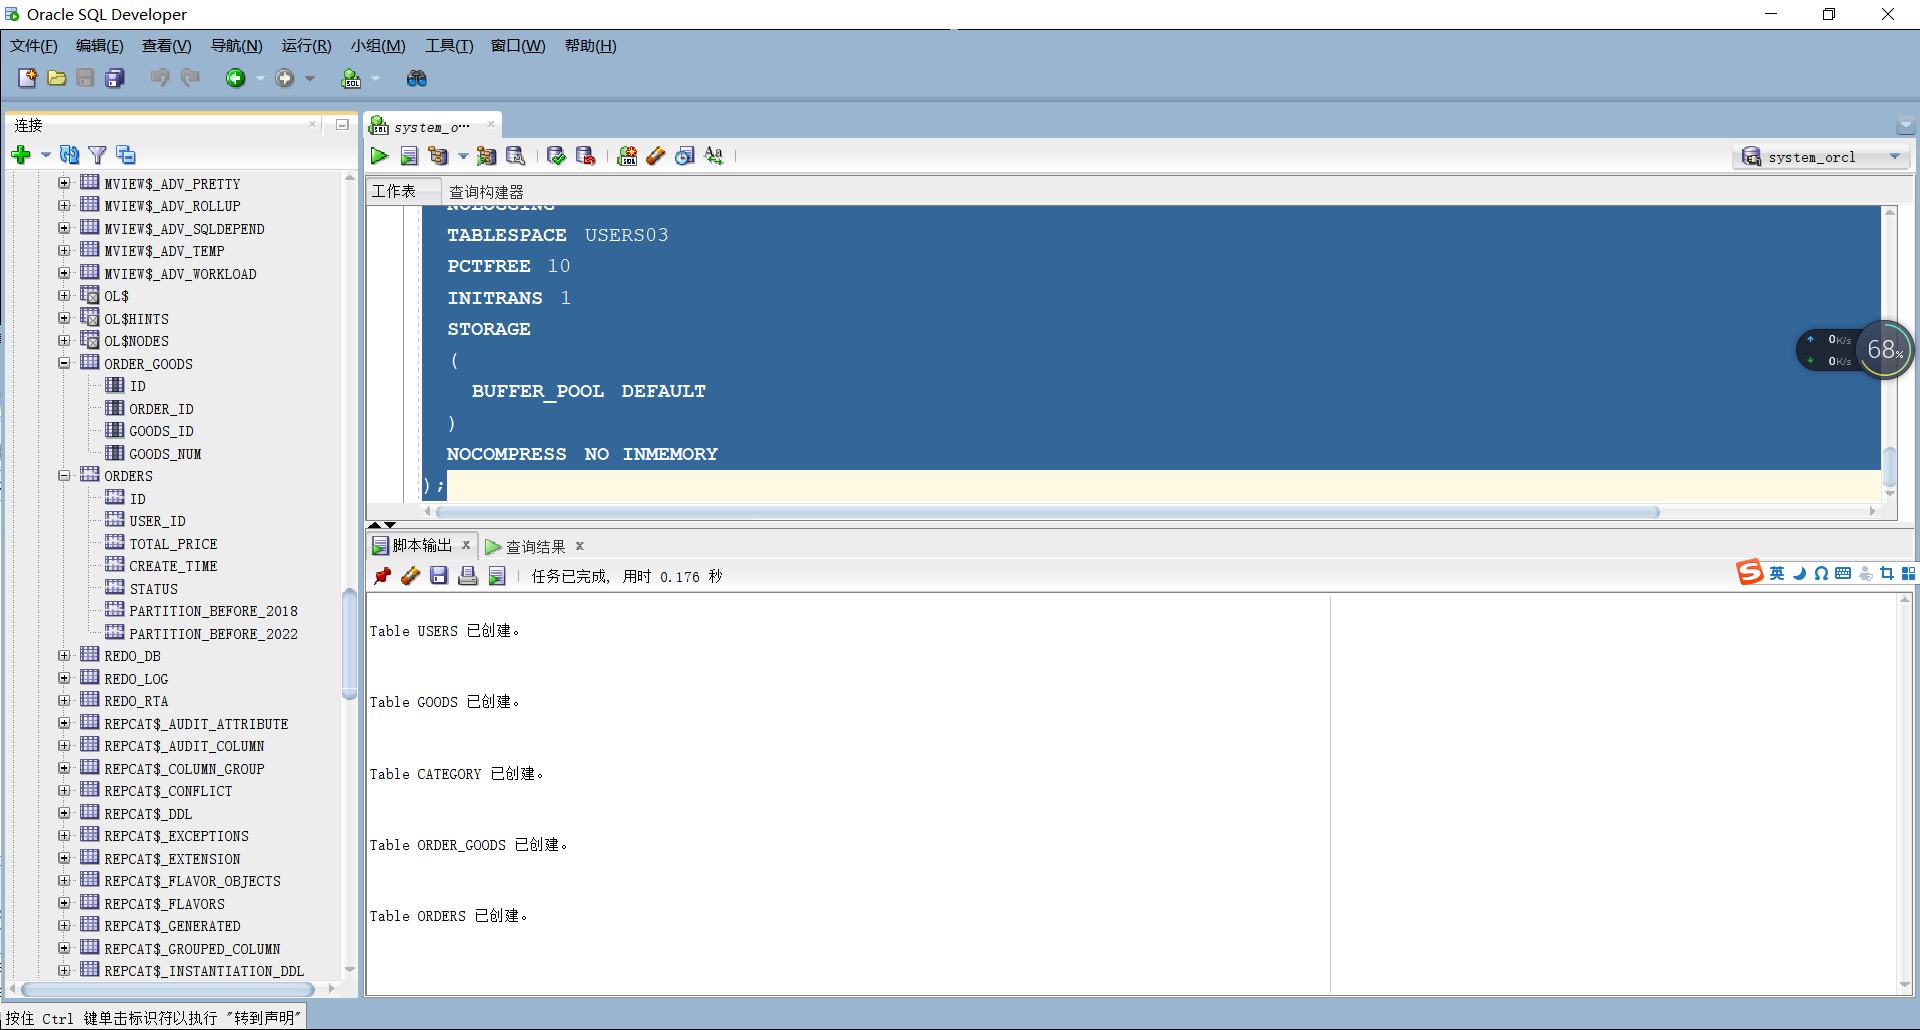 Oracle SQL Developer
文件(F) 编辑(E) 查看(V) 导航(N) 运行(R) 小组(M) 工具(T) 窗口(W) 帮助(H)
连接
MVIEW$_ADV_PRETTY
MVIEW$_ADV_ROLLUP
MVIEW$_ADV_SQLDEPEND
MVIEW$_ADV_TEMP
MVIEW$_ADV_WORKLOAD
OL$
OL$HINTS
OL$NODES
ORDER_GOODS
ID
ORDER_ID
GOODS_ID
GOODS_NUM
ORDERS
ID
USER_ID
TOTAL_PRICE
CREATE_TIME
STATUS
PARTITION_BEFORE_2018
PARTITION_BEFORE_2022
REDO_DB
REDO_LOG
REDO_RTA
REPCAT$_AUDIT_ATTRIBUTE
REPCAT$_AUDIT_COLUMN
REPCAT$_COLUMN_GROUP
REPCAT$_CONFLICT
REPCAT$_DDL
REPCAT$_EXCEPTIONS
REPCAT$_EXTENSION
REPCAT$_FLAVOR_OBJECTS
REPCAT$_FLAVORS
REPCAT$_GENERATED
REPCAT$_GROUPED_COLUMN
REPCAT$_INSTANTIATION_DDL
system_o…
system_orcl
工作表 查询构建器
NOLOGGING
TABLESPACE USERS03
PCTFREE 10
INITRANS 1
STORAGE
(
BUFFER_POOL DEFAULT
)
NOCOMPRESS NO INMEMORY
);
0K/s
0K/s
68%
脚本输出 x 查询结果 x
任务已完成, 用时 0.176 秒
英
Table USERS 已创建。
Table GOODS 已创建。
Table CATEGORY 已创建。
Table ORDER_GOODS 已创建。
Table ORDERS 已创建。
按住 Ctrl 键单击标识符以执行 "转到声明"